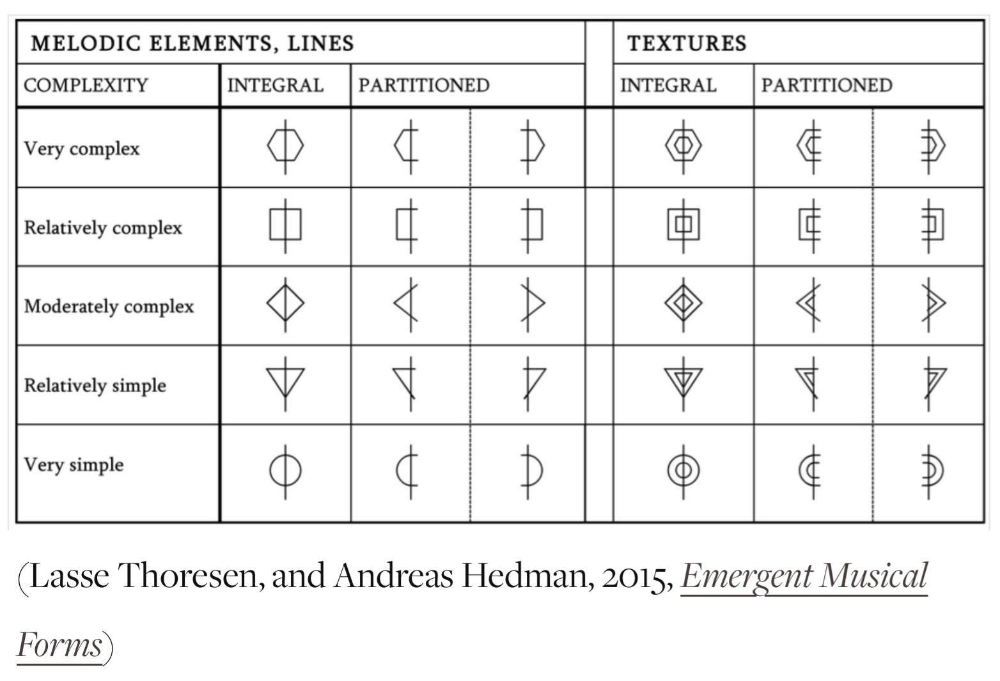 MELODIC ELEMENTS, LINES
TEXTURES
COMPLEXITY
INTEGRAL
PARTITIONED
INTEGRAL
PARTITIONED
Very complex
Relatively complex
Moderately complex
Relatively simple
Very simple
(Lasse Thoresen, and Andreas Hedman, 2015, Emergent Musical
Forms)